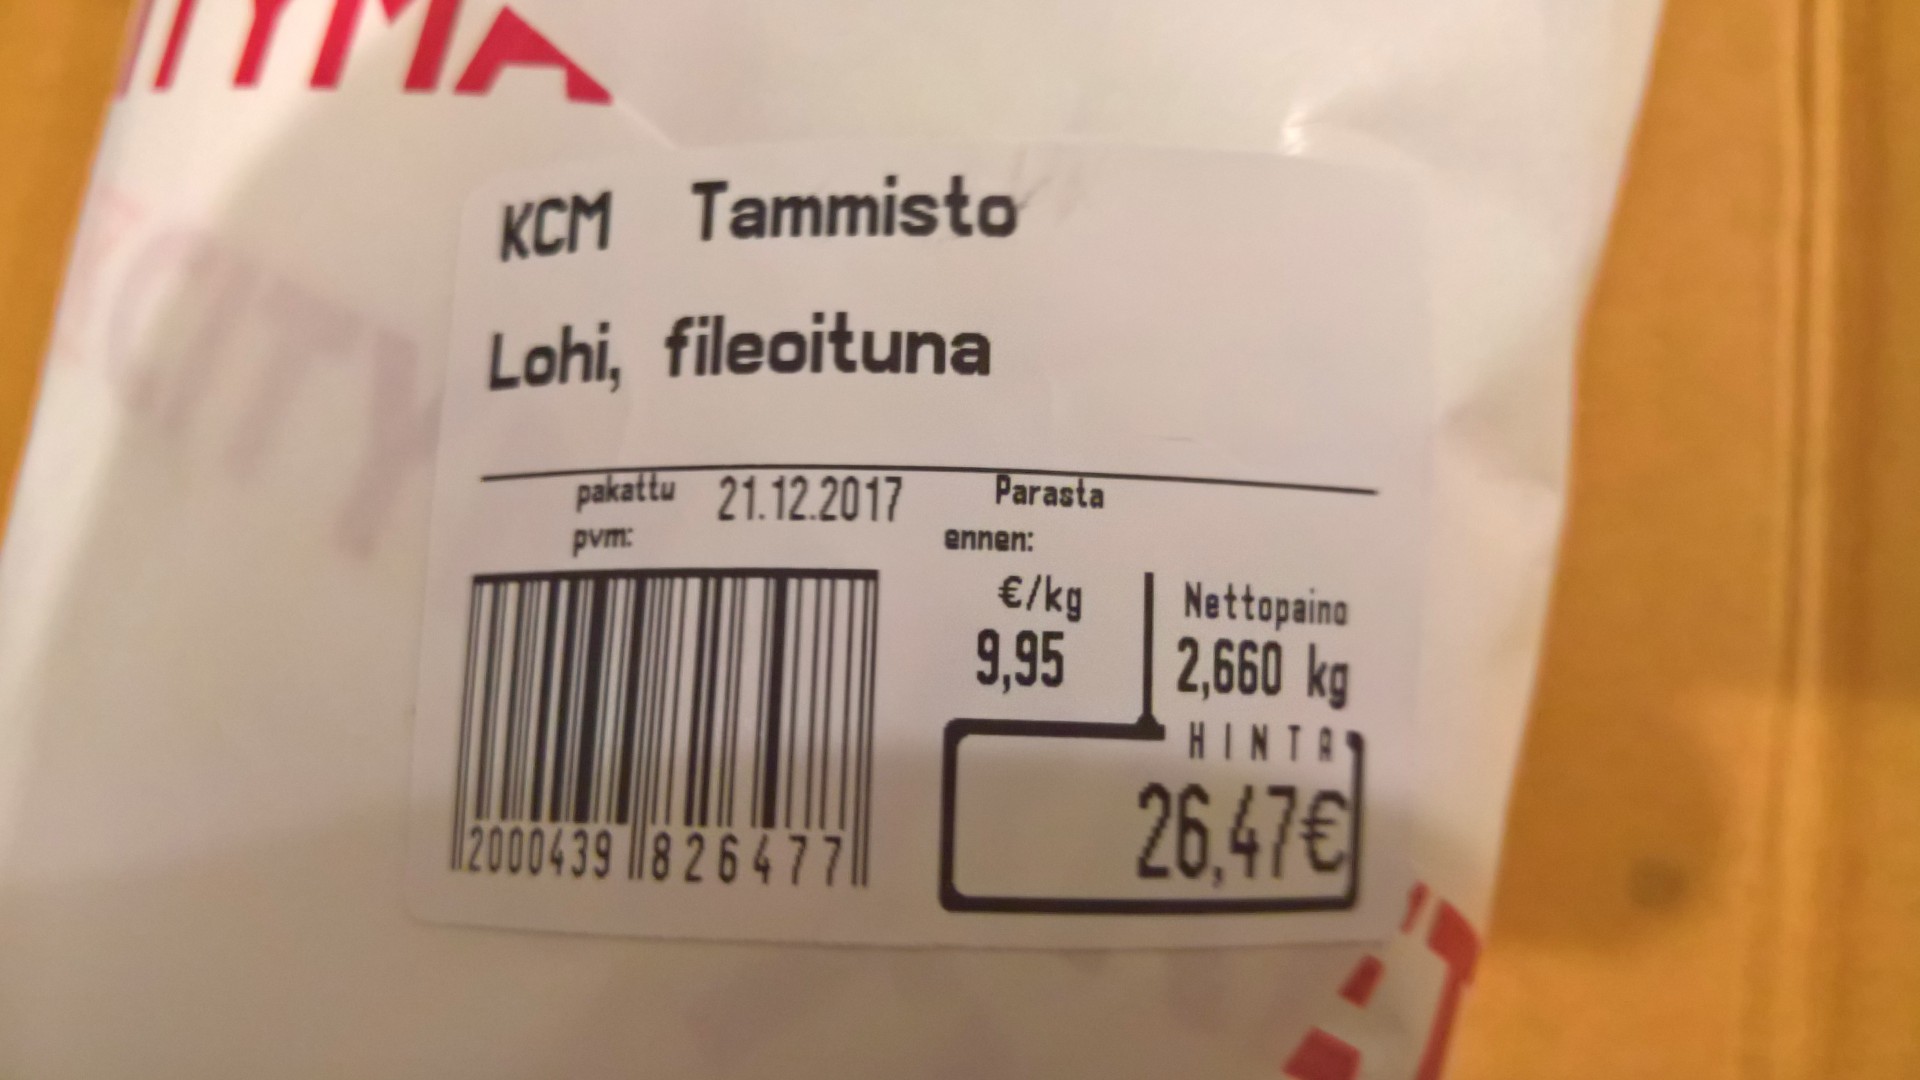 TYMA
KCM Tammisto
Lohi, fileoituna
pakattu 21.12.2017 Parasta
pvm: ennen:
€/kg Nettopaino
9,95 2,660 kg
HINTA
26,47€
2000439 826477